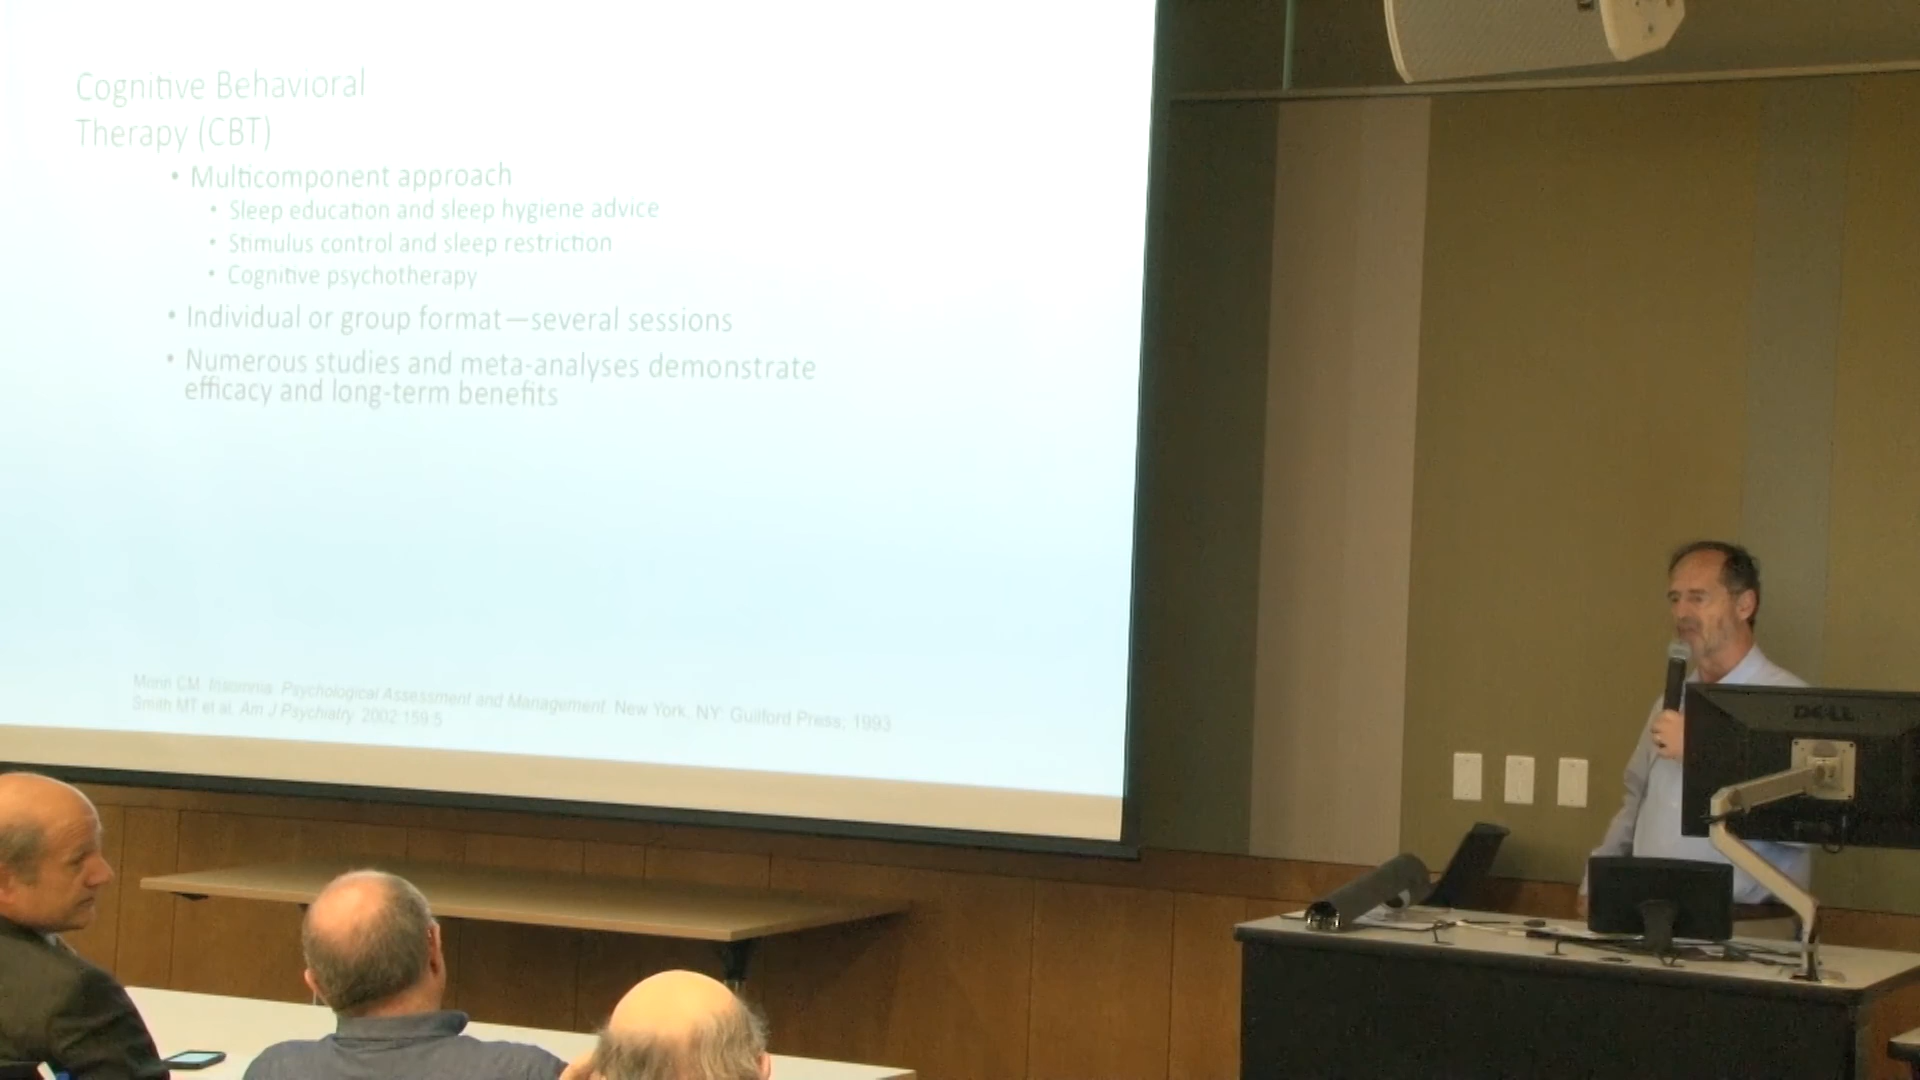 Cognitive Behavioral
Therapy (CBT)
• Multicomponent approach
• Sleep education and sleep hygiene advice
• Stimulus control and sleep restriction
• Cognitive psychotherapy
• Individual or group format—several sessions
• Numerous studies and meta-analyses demonstrate
efficacy and long-term benefits
Morin CM. Insomnia: Psychological Assessment and Management. New York, NY: Guilford Press; 1993
Smith MT et al. Am J Psychiatry. 2002;159:5
DELL